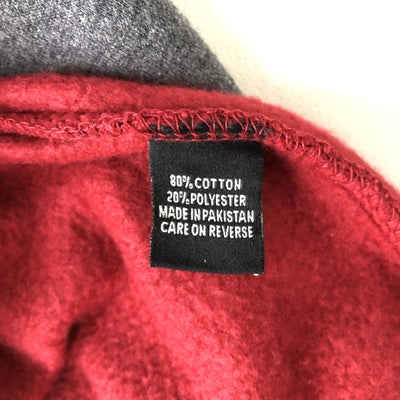 80% COTTON
20% POLYESTER
MADE IN PAKISTAN
CARE ON REVERSE